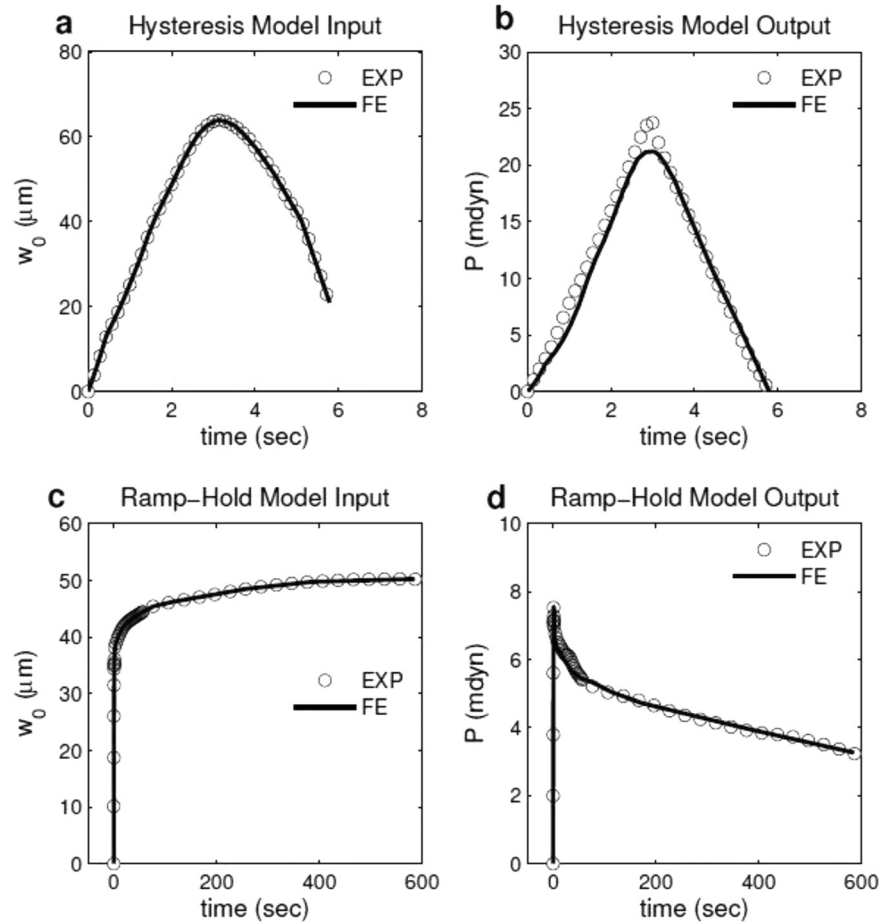 a Hysteresis Model Input
80
60
40
20
0
0 2 4 6 8
w0 (μm)
time (sec)
EXP
FE
b Hysteresis Model Output
30
25
20
15
10
5
0
0 2 4 6 8
P (mdyn)
time (sec)
EXP
FE
c Ramp−Hold Model Input
60
50
40
30
20
10
0
0 200 400 600
w0 (μm)
time (sec)
EXP
FE
d Ramp−Hold Model Output
10
8
6
4
2
0
0 200 400 600
P (mdyn)
time (sec)
EXP
FE